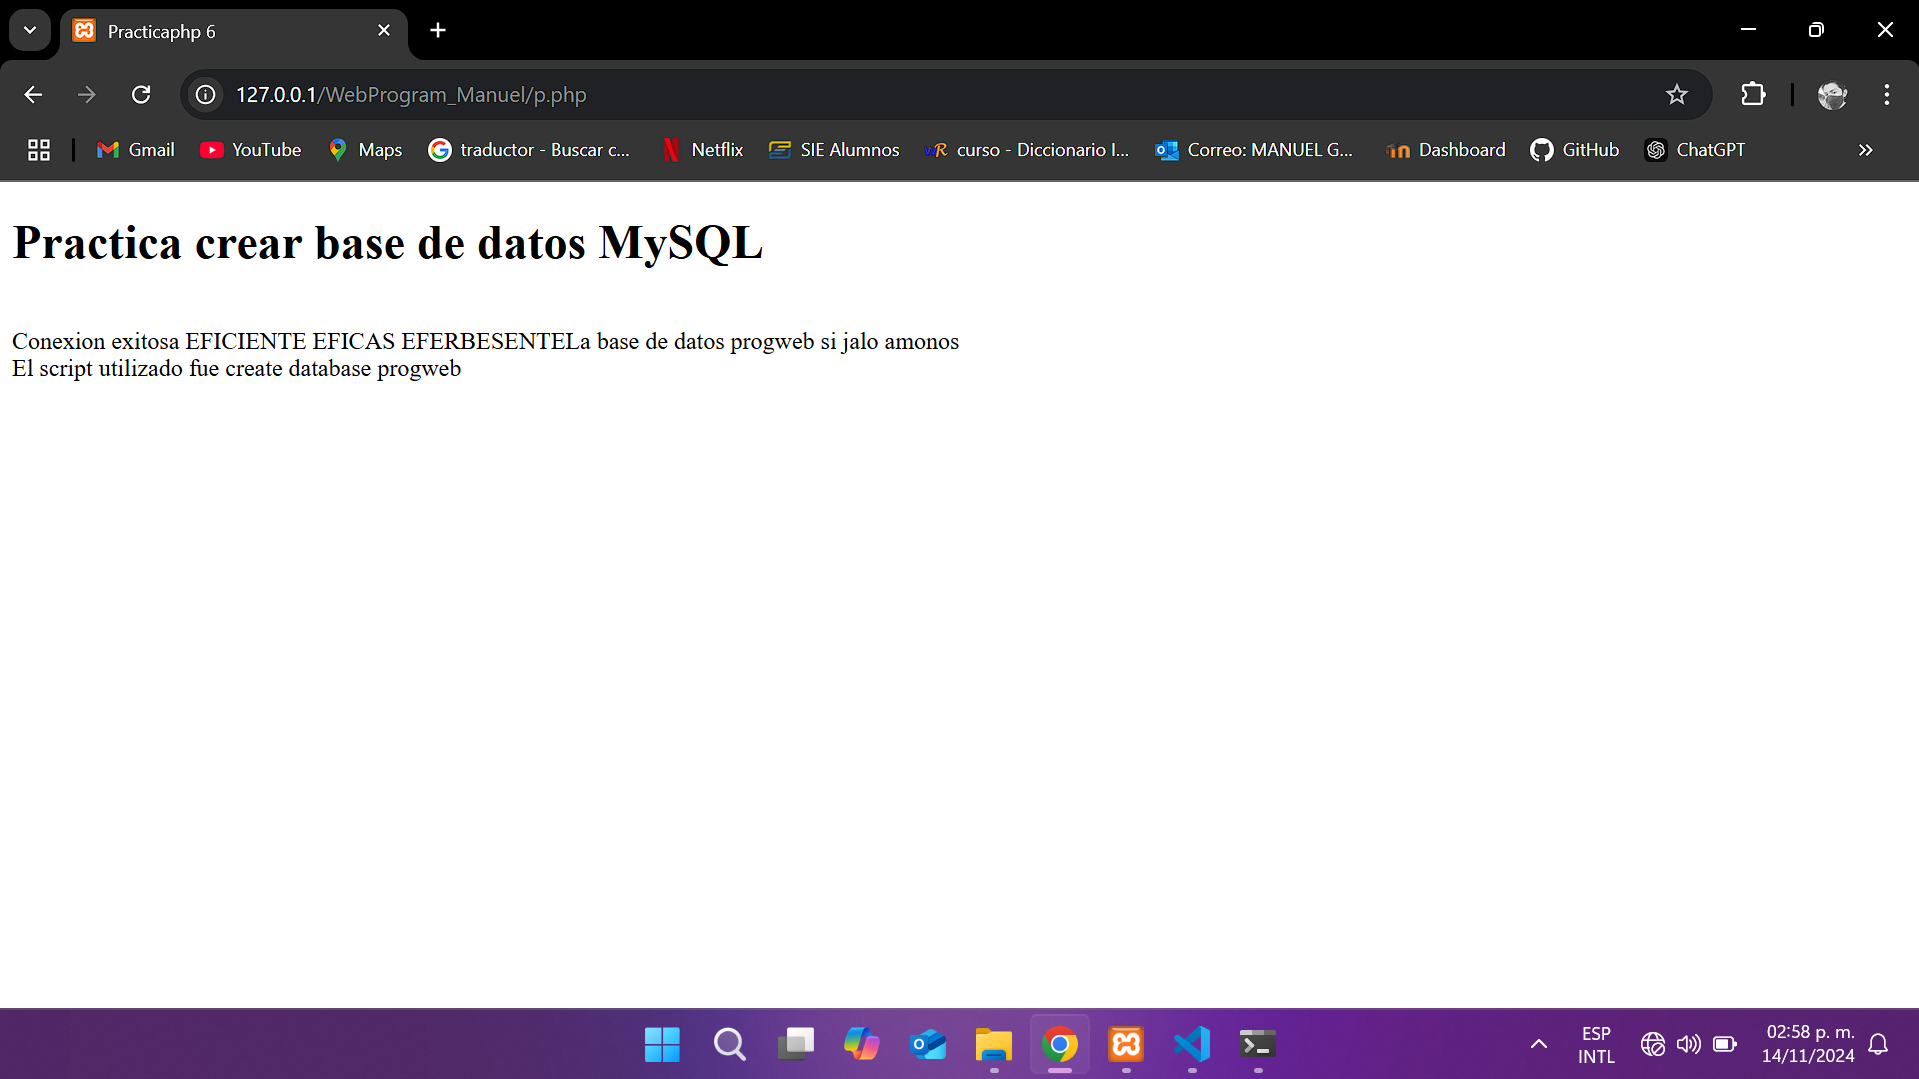 Practicaphp 6
127.0.0.1/WebProgram_Manuel/p.php
Gmail YouTube Maps traductor - Buscar c... Netflix SIE Alumnos curso - Diccionario I... Correo: MANUEL G... Dashboard GitHub ChatGPT
Practica crear base de datos MySQL
Conexion exitosa EFICIENTE EFICAS EFERBESENTELa base de datos progweb si jalo amonos
El script utilizado fue create database progweb
ESP
INTL
02:58 p. m.
14/11/2024